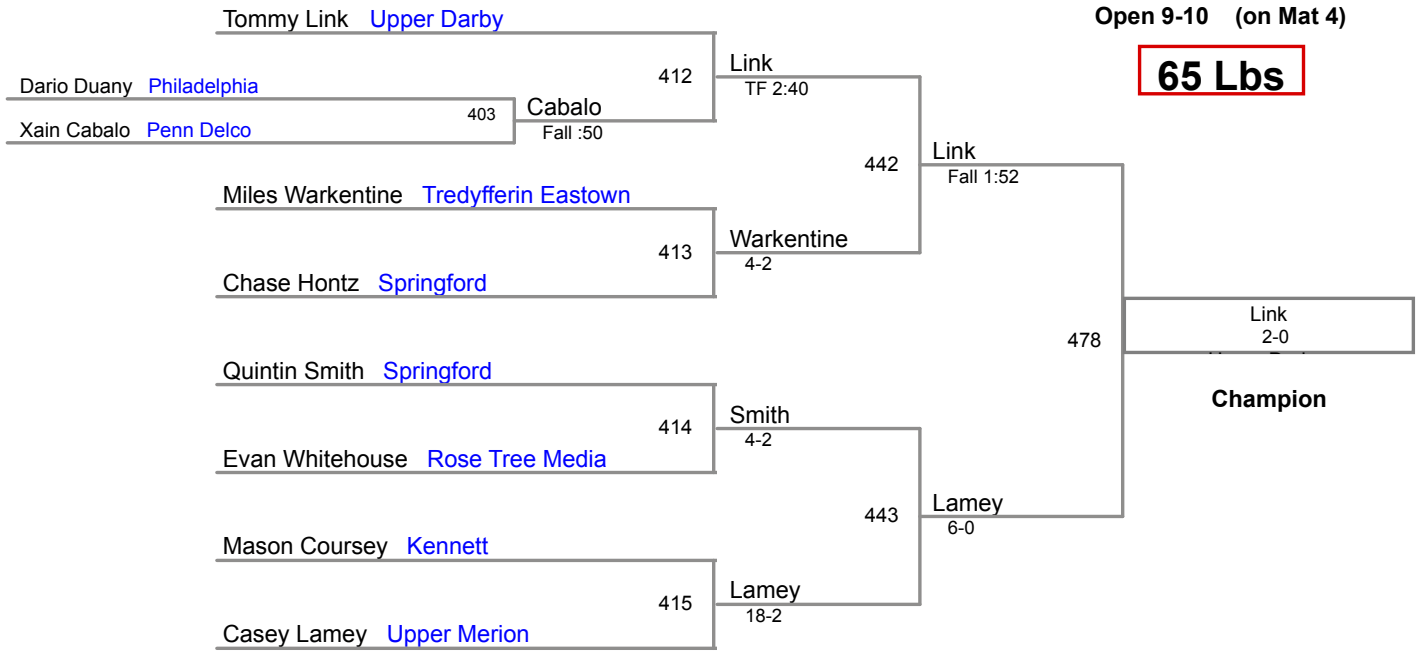 Tommy Link Upper Darby
Open 9-10 (on Mat 4)
65 Lbs
412
Link
TF 2:40
Dario Duany Philadelphia
403
Cabalo
Fall :50
Xain Cabalo Penn Delco
442
Link
Fall 1:52
Miles Warkentine Tredyfferin Eastown
413
Warkentine
4-2
Chase Hontz Springford
478
Link
2-0
Champion
Quintin Smith Springford
414
Smith
4-2
Evan Whitehouse Rose Tree Media
443
Lamey
6-0
Mason Coursey Kennett
415
Lamey
18-2
Casey Lamey Upper Merion